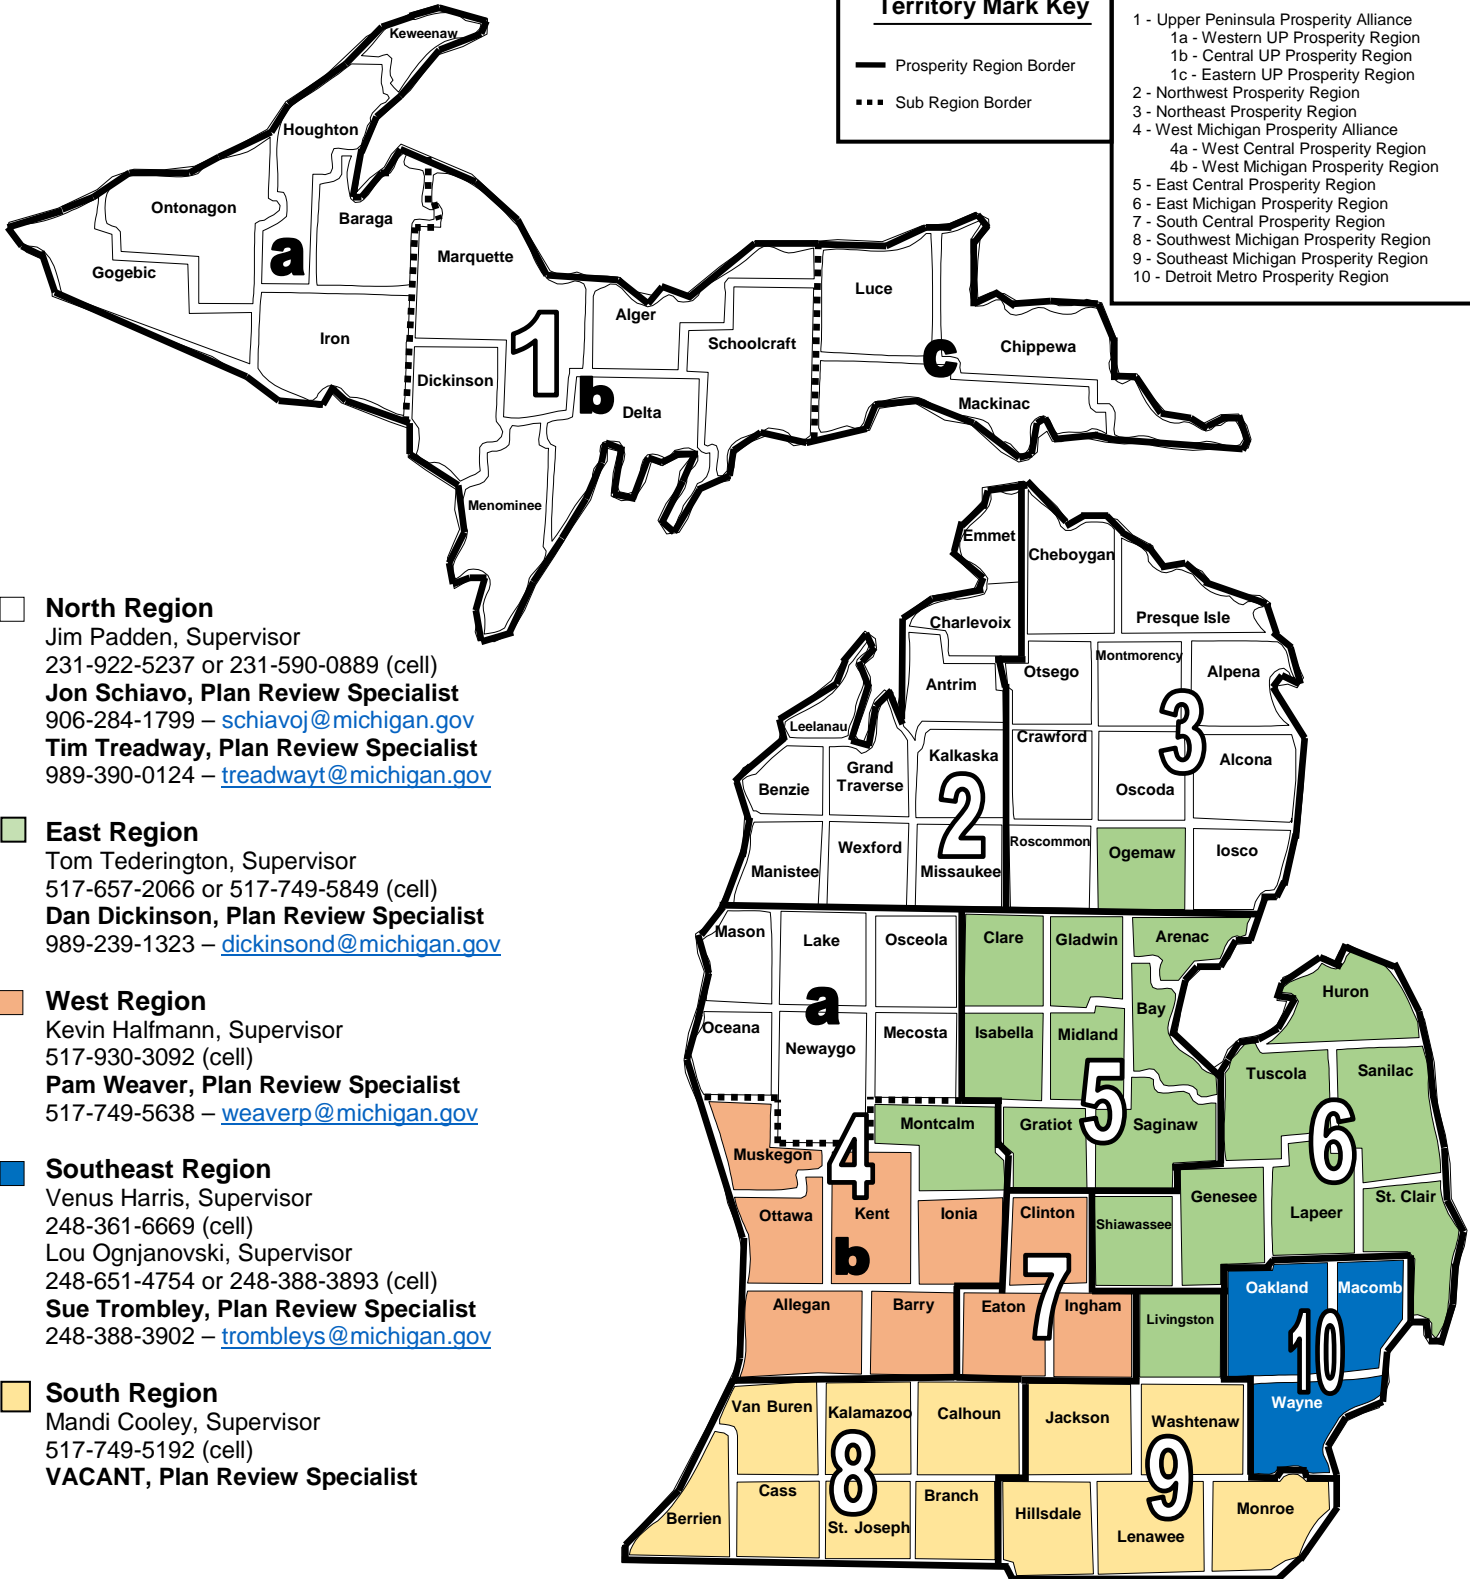 Territory Mark Key
Prosperity Region Border
Sub Region Border
1 - Upper Peninsula Prosperity Alliance
1a - Western UP Prosperity Region
1b - Central UP Prosperity Region
1c - Eastern UP Prosperity Region
2 - Northwest Prosperity Region
3 - Northeast Prosperity Region
4 - West Michigan Prosperity Alliance
4a - West Central Prosperity Region
4b - West Michigan Prosperity Region
5 - East Central Prosperity Region
6 - East Michigan Prosperity Region
7 - South Central Prosperity Region
8 - Southwest Michigan Prosperity Region
9 - Southeast Michigan Prosperity Region
10 - Detroit Metro Prosperity Region
Keweenaw
Houghton
Ontonagon
Baraga
a
Gogebic
Marquette
Iron
Luce
Alger
Schoolcraft
1
Chippewa
c
Dickinson
b
Delta
Mackinac
Menominee
Emmet
Cheboygan
Charlevoix
Presque Isle
Antrim
Otsego
Montmorency
Alpena
3
Leelanau
Kalkaska
Crawford
Alcona
Benzie
Grand
Traverse
Oscoda
2
Manistee
Wexford
Missaukee
Roscommon
Ogemaw
Iosco
Mason
Lake
Osceola
Clare
Gladwin
Arenac
a
Oceana
Newaygo
Mecosta
Isabella
Midland
Bay
Huron
5
Tuscola
Sanilac
Montcalm
Gratiot
Saginaw
6
Muskegon
4
Ottawa
Kent
Ionia
Clinton
Shiawassee
Genesee
Lapeer
St. Clair
b
7
Allegan
Barry
Eaton
Ingham
Livingston
Oakland
Macomb
10
Wayne
Van Buren
Kalamazoo
Calhoun
Jackson
Washtenaw
8
9
Berrien
Cass
St. Joseph
Branch
Hillsdale
Lenawee
Monroe
North Region
Jim Padden, Supervisor
231-922-5237 or 231-590-0889 (cell)
Jon Schiavo, Plan Review Specialist
906-284-1799 – schiavoj@michigan.gov
Tim Treadway, Plan Review Specialist
989-390-0124 – treadwayt@michigan.gov
East Region
Tom Tederington, Supervisor
517-657-2066 or 517-749-5849 (cell)
Dan Dickinson, Plan Review Specialist
989-239-1323 – dickinsond@michigan.gov
West Region
Kevin Halfmann, Supervisor
517-930-3092 (cell)
Pam Weaver, Plan Review Specialist
517-749-5638 – weaverp@michigan.gov
Southeast Region
Venus Harris, Supervisor
248-361-6669 (cell)
Lou Ognjanovski, Supervisor
248-651-4754 or 248-388-3893 (cell)
Sue Trombley, Plan Review Specialist
248-388-3902 – trombleys@michigan.gov
South Region
Mandi Cooley, Supervisor
517-749-5192 (cell)
VACANT, Plan Review Specialist